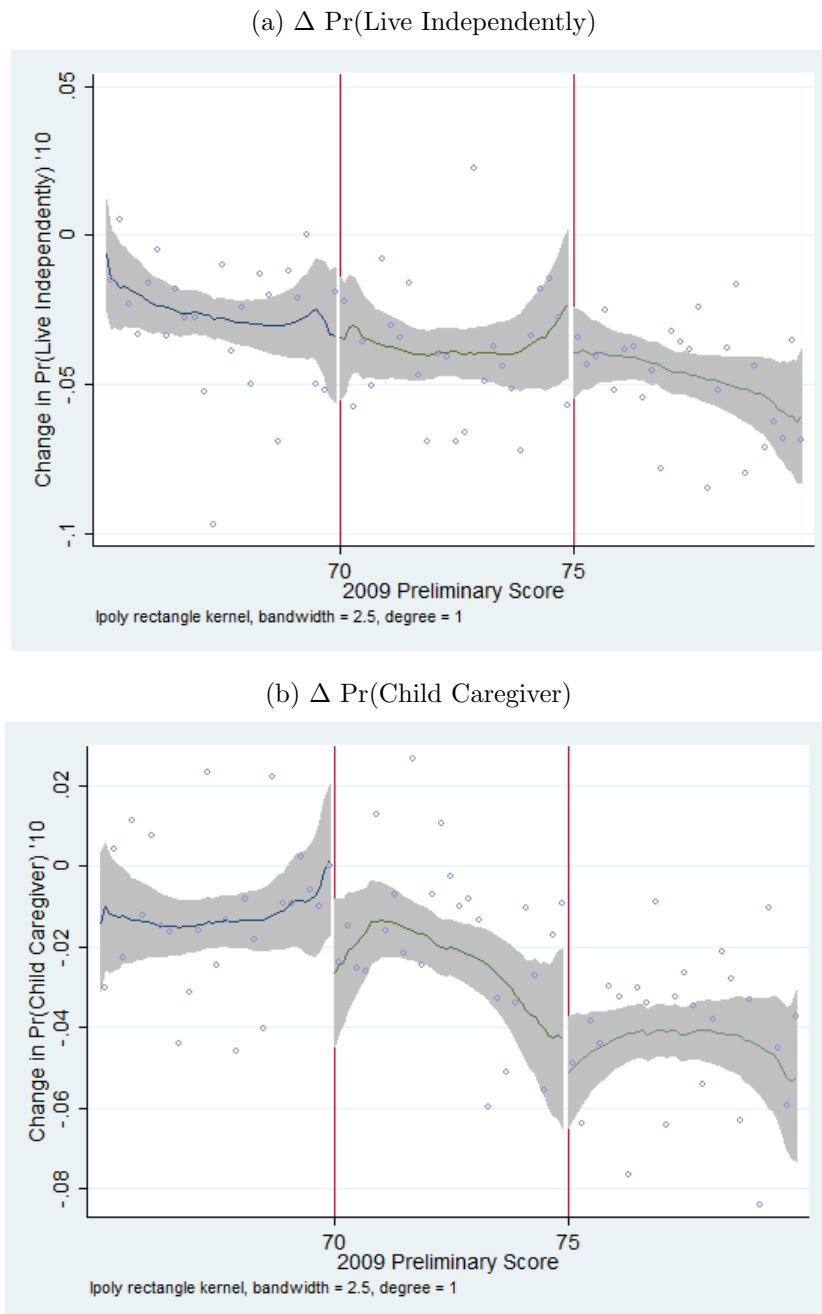 (a) Δ Pr(Live Independently)
.05
0
-.05
-.1
Change in Pr(Live Independently) '10
70
75
2009 Preliminary Score
lpoly rectangle kernel, bandwidth = 2.5, degree = 1
(b) Δ Pr(Child Caregiver)
.02
0
-.02
-.04
-.06
-.08
Change in Pr(Child Caregiver) '10
70
75
2009 Preliminary Score
lpoly rectangle kernel, bandwidth = 2.5, degree = 1